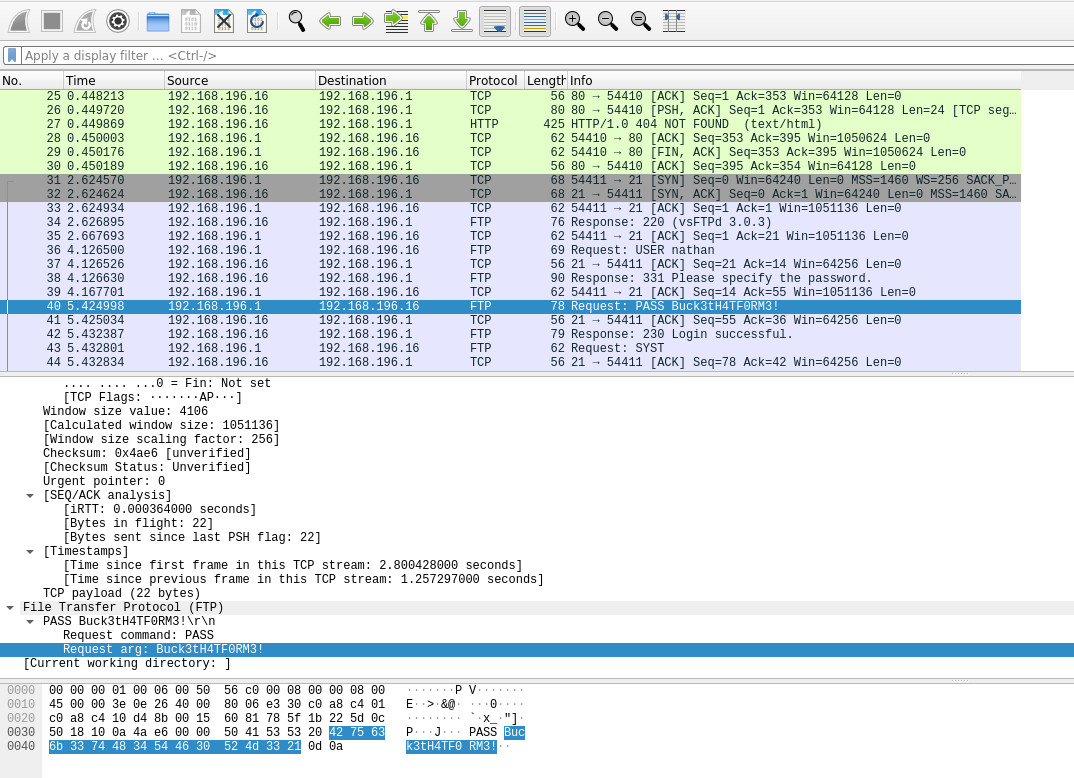 Apply a display filter … <Ctrl-/>
No. Time Source Destination Protocol Length Info
25 0.448213 192.168.196.16 192.168.196.1 TCP 56 80 → 54410 [ACK] Seq=1 Ack=353 Win=64128 Len=0
26 0.449720 192.168.196.16 192.168.196.1 TCP 80 80 → 54410 [PSH, ACK] Seq=1 Ack=353 Win=64128 Len=24 [TCP seg…
27 0.449869 192.168.196.16 192.168.196.1 HTTP 425 HTTP/1.0 404 NOT FOUND  (text/html)
28 0.450003 192.168.196.1 192.168.196.16 TCP 62 54410 → 80 [ACK] Seq=353 Ack=395 Win=1050624 Len=0
29 0.450176 192.168.196.1 192.168.196.16 TCP 62 54410 → 80 [FIN, ACK] Seq=353 Ack=395 Win=1050624 Len=0
30 0.450189 192.168.196.16 192.168.196.1 TCP 56 80 → 54410 [ACK] Seq=395 Ack=354 Win=64128 Len=0
31 2.624570 192.168.196.1 192.168.196.16 TCP 68 54411 → 21 [SYN] Seq=0 Win=64240 Len=0 MSS=1460 WS=256 SACK_P…
32 2.624624 192.168.196.16 192.168.196.1 TCP 68 21 → 54411 [SYN, ACK] Seq=0 Ack=1 Win=64240 Len=0 MSS=1460 SA…
33 2.624934 192.168.196.1 192.168.196.16 TCP 62 54411 → 21 [ACK] Seq=1 Ack=1 Win=1051136 Len=0
34 2.626895 192.168.196.16 192.168.196.1 FTP 76 Response: 220 (vsFTPd 3.0.3)
35 2.667693 192.168.196.1 192.168.196.16 TCP 62 54411 → 21 [ACK] Seq=1 Ack=21 Win=1051136 Len=0
36 4.126500 192.168.196.1 192.168.196.16 FTP 69 Request: USER nathan
37 4.126526 192.168.196.16 192.168.196.1 TCP 56 21 → 54411 [ACK] Seq=21 Ack=14 Win=64256 Len=0
38 4.126630 192.168.196.16 192.168.196.1 FTP 90 Response: 331 Please specify the password.
39 4.167701 192.168.196.1 192.168.196.16 TCP 62 54411 → 21 [ACK] Seq=14 Ack=55 Win=1051136 Len=0
40 5.424998 192.168.196.1 192.168.196.16 FTP 78 Request: PASS Buck3tH4TF0RM3!
41 5.425034 192.168.196.16 192.168.196.1 TCP 56 21 → 54411 [ACK] Seq=55 Ack=36 Win=64256 Len=0
42 5.432387 192.168.196.16 192.168.196.1 FTP 79 Response: 230 Login successful.
43 5.432801 192.168.196.1 192.168.196.16 FTP 62 Request: SYST
44 5.432834 192.168.196.16 192.168.196.1 TCP 56 21 → 54411 [ACK] Seq=78 Ack=42 Win=64256 Len=0
.... .... ...0 = Fin: Not set
[TCP Flags: ·······AP···]
Window size value: 4106
[Calculated window size: 1051136]
[Window size scaling factor: 256]
Checksum: 0x4ae6 [unverified]
[Checksum Status: Unverified]
Urgent pointer: 0
[SEQ/ACK analysis]
[iRTT: 0.000364000 seconds]
[Bytes in flight: 22]
[Bytes sent since last PSH flag: 22]
[Timestamps]
[Time since first frame in this TCP stream: 2.800428000 seconds]
[Time since previous frame in this TCP stream: 1.257297000 seconds]
TCP payload (22 bytes)
File Transfer Protocol (FTP)
PASS Buck3tH4TF0RM3!\r\n
Request command: PASS
Request arg: Buck3tH4TF0RM3!
[Current working directory: ]
0000 00 00 00 01 00 06 00 50 56 c0 00 08 00 00 08 00 ·······P V·······
0010 45 00 00 3e 0e 26 40 00 80 06 e3 30 c0 a8 c4 01 E··>·&@· ···0····
0020 c0 a8 c4 10 d4 8b 00 15 60 81 78 5f 1b 22 5d 0c ········ `·x_·"]·
0030 50 18 10 0a 4a e6 00 00 50 41 53 53 20 42 75 63 P···J··· PASS Buc
0040 6b 33 74 48 34 54 46 30 52 4d 33 21 0d 0a k3tH4TF0 RM3!··